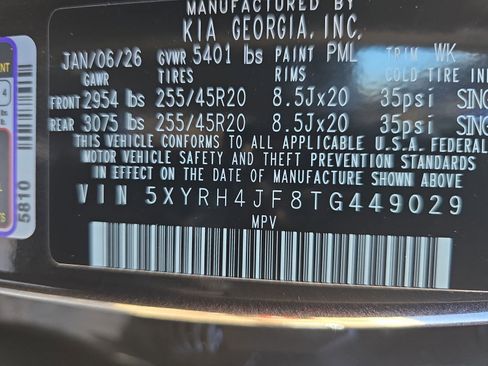 MANUFACTURED BY
KIA GEORGIA, INC.
JAN/06/26 GVWR 5401 lbs PAINT PML TRIM WK
GAWR TIRES RIMS COLD TIRE
FRONT 2954 lbs 255/45R20 8.5Jx20 35psi SING
REAR 3075 lbs 255/45R20 8.5Jx20 35psi SING
THIS VEHICLE CONFORMS TO ALL APPLICABLE U.S.A. FEDERAL
MOTOR VEHICLE SAFETY AND THEFT PREVENTION STANDARDS
IN EFFECT ON THE DATE OF MANUFACTURE SHOWN ABOVE
VIN 5XYRH4JF8TG449029
MPV
4
5810